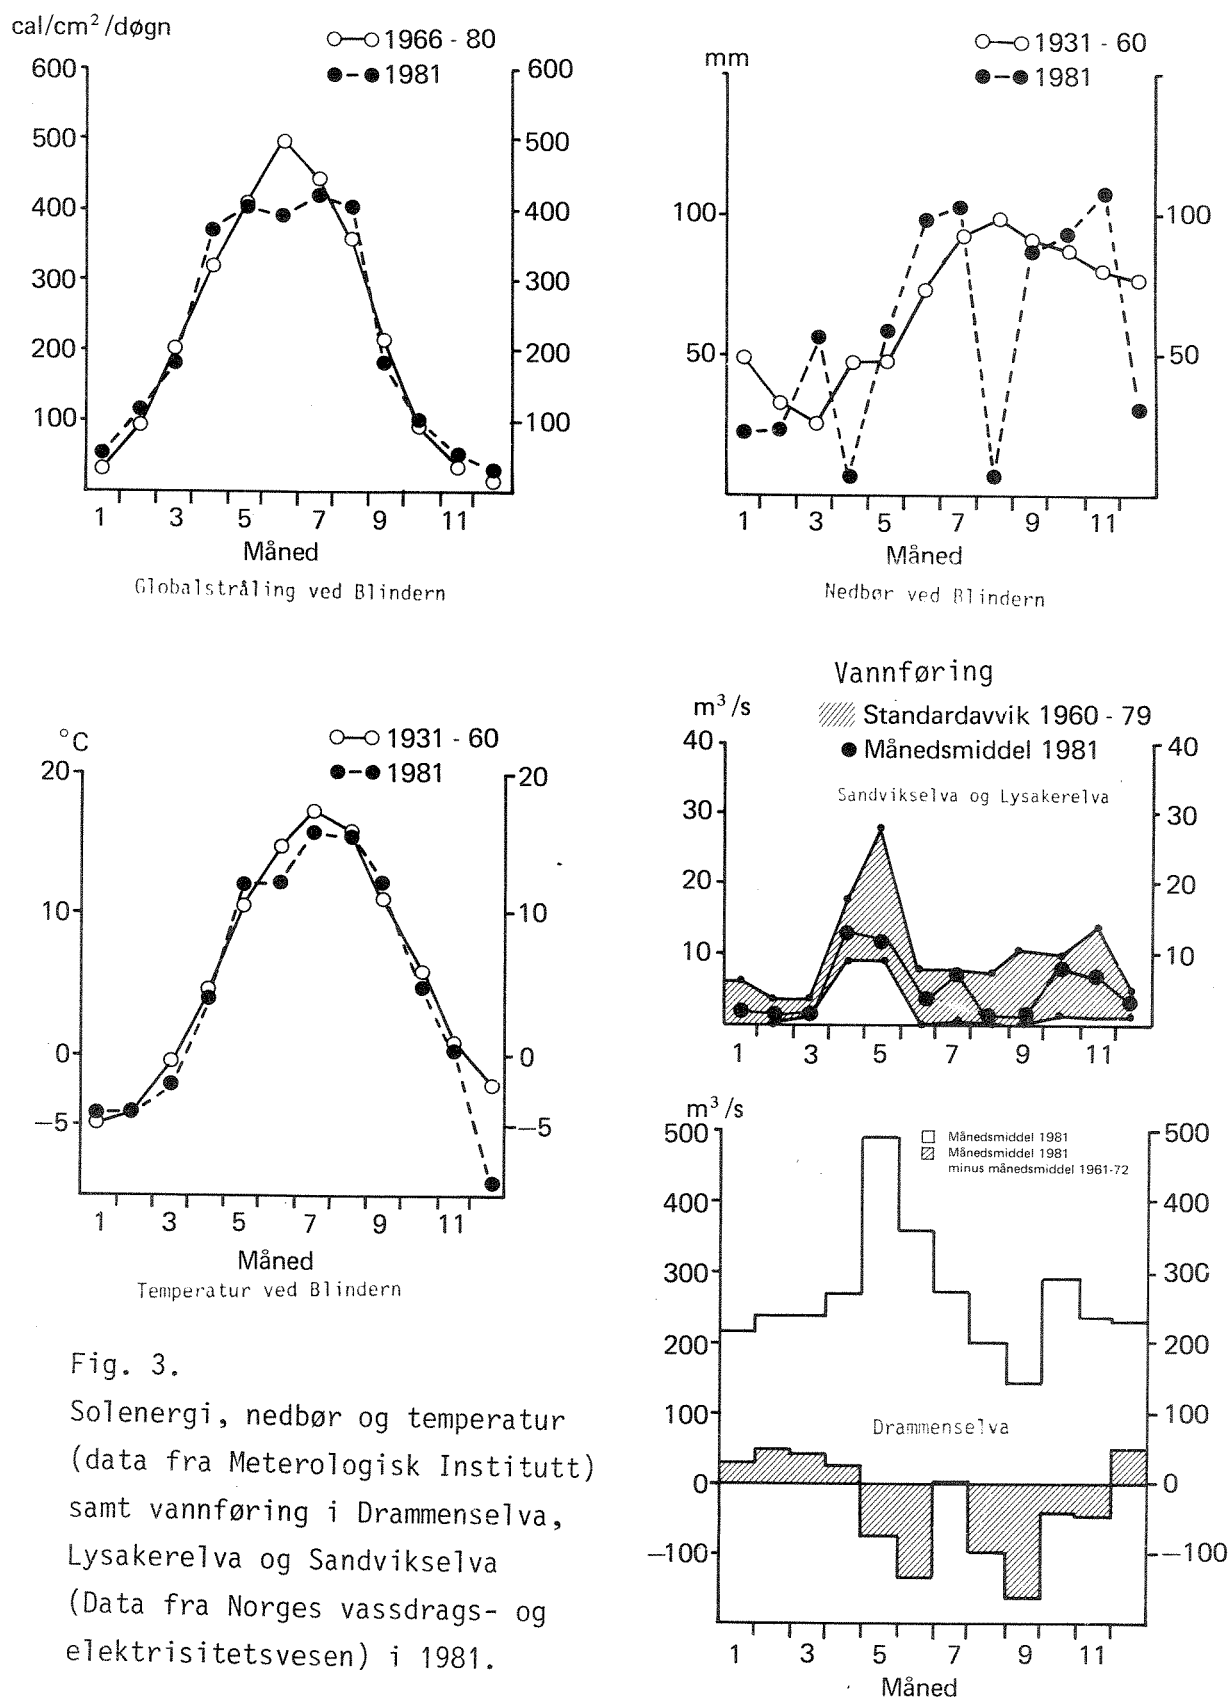 cal/cm²/døgn
1966 - 80
1981
600 600
500 500
400 400
300 300
200 200
100 100
1 3 5 7 9 11
Måned
Globalstråling ved Blindern
mm
1931 - 60
1981
100 100
50 50
1 3 5 7 9 11
Måned
Nedbør ved Blindern
°C
1931 - 60
1981
20 20
10 10
0 0
−5 −5
1 3 5 7 9 11
Måned
Temperatur ved Blindern
Vannføring
m³/s
Standardavvik 1960 - 79
Månedsmiddel 1981
Sandvikselva og Lysakerelva
40 40
30 30
20 20
10 10
1 3 5 7 9 11
m³/s
Månedsmiddel 1981
Månedsmiddel 1981
minus månedsmiddel 1961-72
500 500
400 400
300 300
200 200
100 100
Drammenselva
0 0
−100 −100
1 3 5 7 9 11
Måned
Fig. 3.
Solenergi, nedbør og temperatur
(data fra Meterologisk Institutt)
samt vannføring i Drammenselva,
Lysakerelva og Sandvikselva
(Data fra Norges vassdrags- og
elektrisitetsvesen) i 1981.